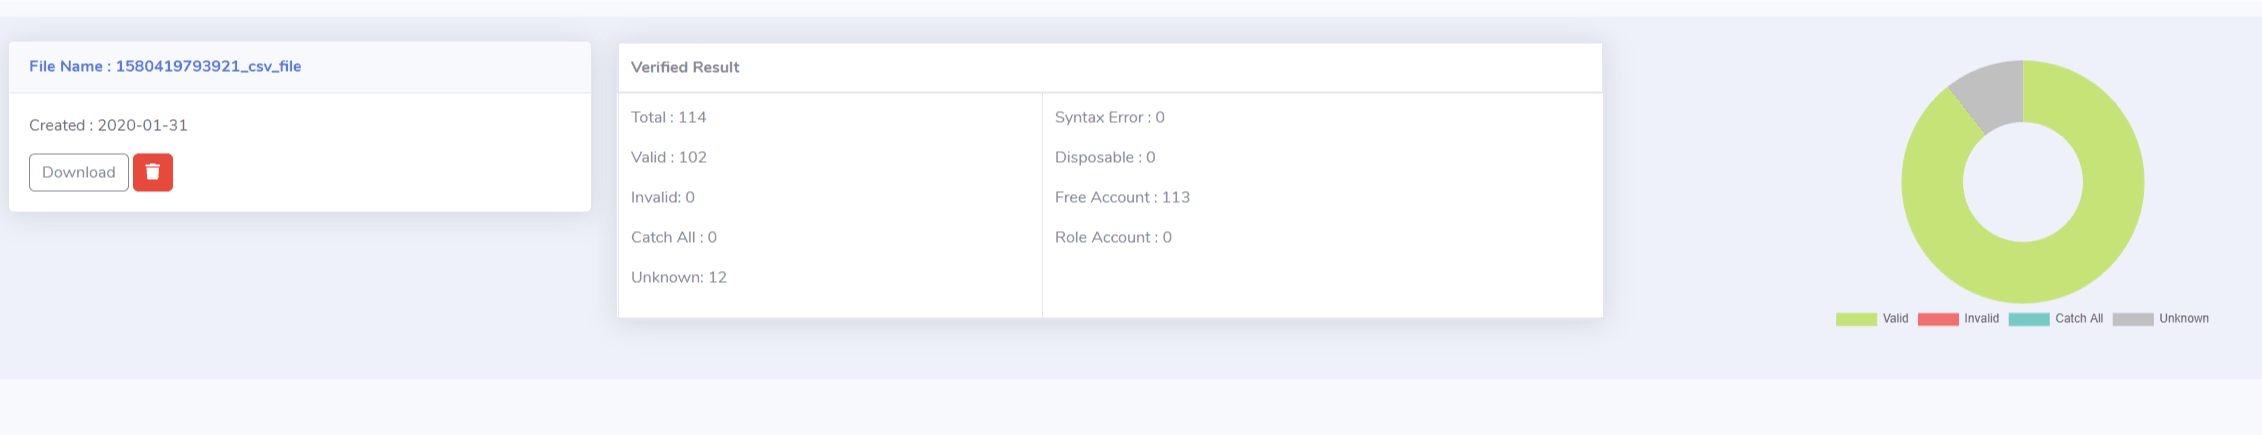 File Name : 1580419793921_csv_file
Created : 2020-01-31
Download
Verified Result
Total : 114
Valid : 102
Invalid: 0
Catch All : 0
Unknown: 12
Syntax Error : 0
Disposable : 0
Free Account : 113
Role Account : 0
Valid Invalid Catch All Unknown